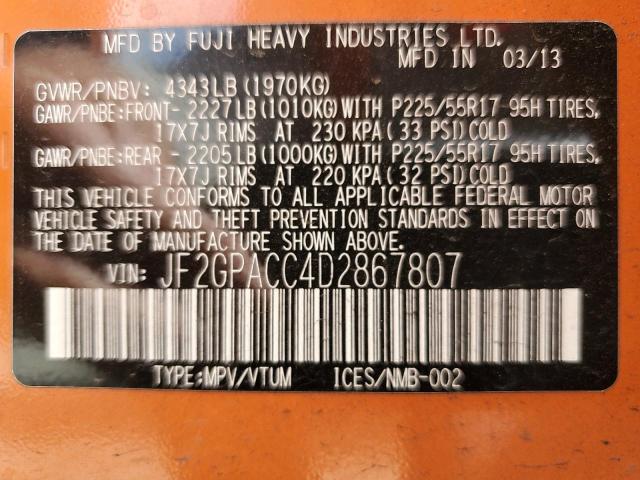 MFD BY FUJI HEAVY INDUSTRIES LTD.
MFD IN 03/13
GVWR/PNBV: 4343LB(1970KG)
GAWR/PNBE:FRONT- 2227LB(1010KG)WITH P225/55R17 95H TIRES,
17X7J RIMS AT 230 KPA(33 PSI)COLD
GAWR/PNBE:REAR - 2205LB(1000KG)WITH P225/55R17 95H TIRES,
17X7J RIMS AT 220 KPA(32 PSI)COLD
THIS VEHICLE CONFORMS TO ALL APPLICABLE FEDERAL MOTOR
VEHICLE SAFETY AND THEFT PREVENTION STANDARDS IN EFFECT ON
THE DATE OF MANUFACTURE SHOWN ABOVE.
VIN: JF2GPACC4D2867807
TYPE:MPV/VTUM ICES/NMB-002